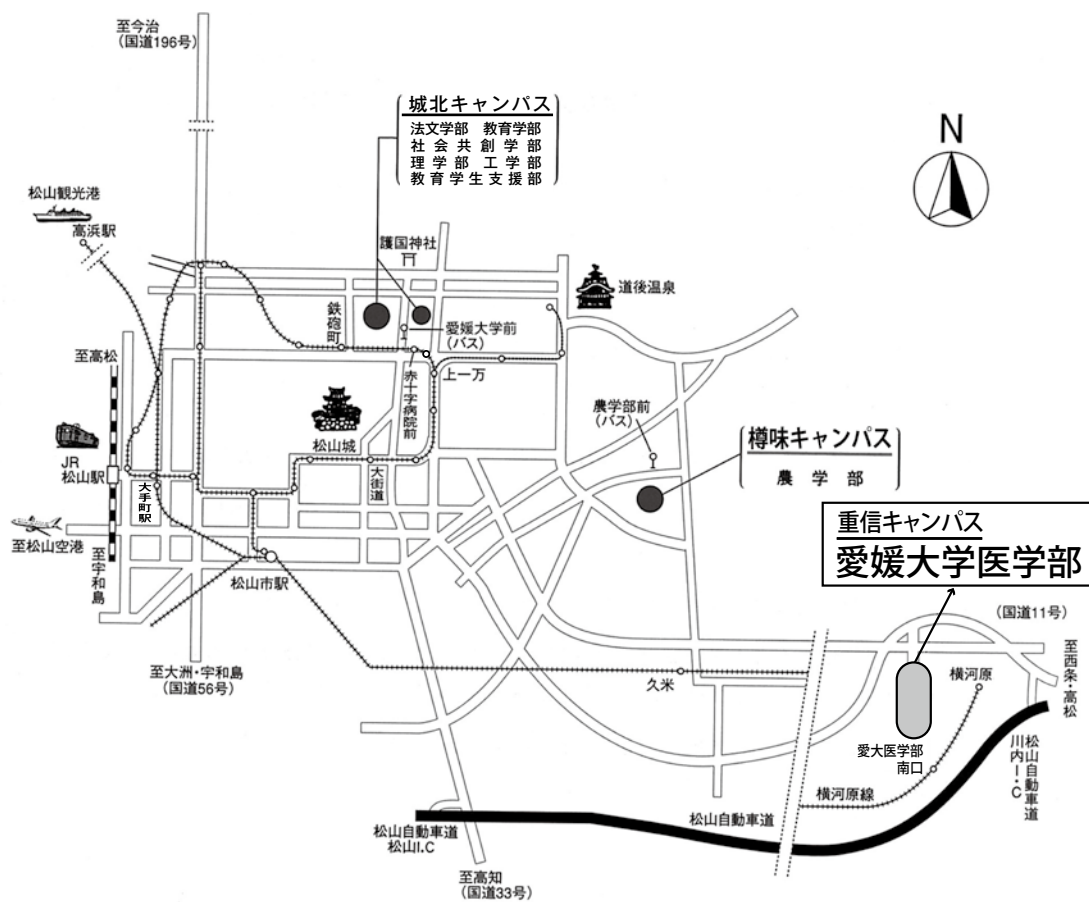 至今治
(国道196号)
城北キャンパス
法文学部 教育学部
社会共創学部
理学部 工学部
教育学生支援部
N
松山観光港
高浜駅
護国神社
道後温泉
鉄砲町
愛媛大学前
(バス)
至高松
赤十字病院前
上一万
農学部前
(バス)
樽味キャンパス
農学部
松山城
JR
松山駅
大手町駅
大街道
重信キャンパス
愛媛大学医学部
至松山空港
至宇和島
松山市駅
(国道11号)
至西条・高松
至大洲・宇和島
(国道56号)
久米
横河原
愛大医学部
南口
松山自動車道
川内I・C
横河原線
松山自動車道
松山自動車道
松山I.C
至高知
(国道33号)